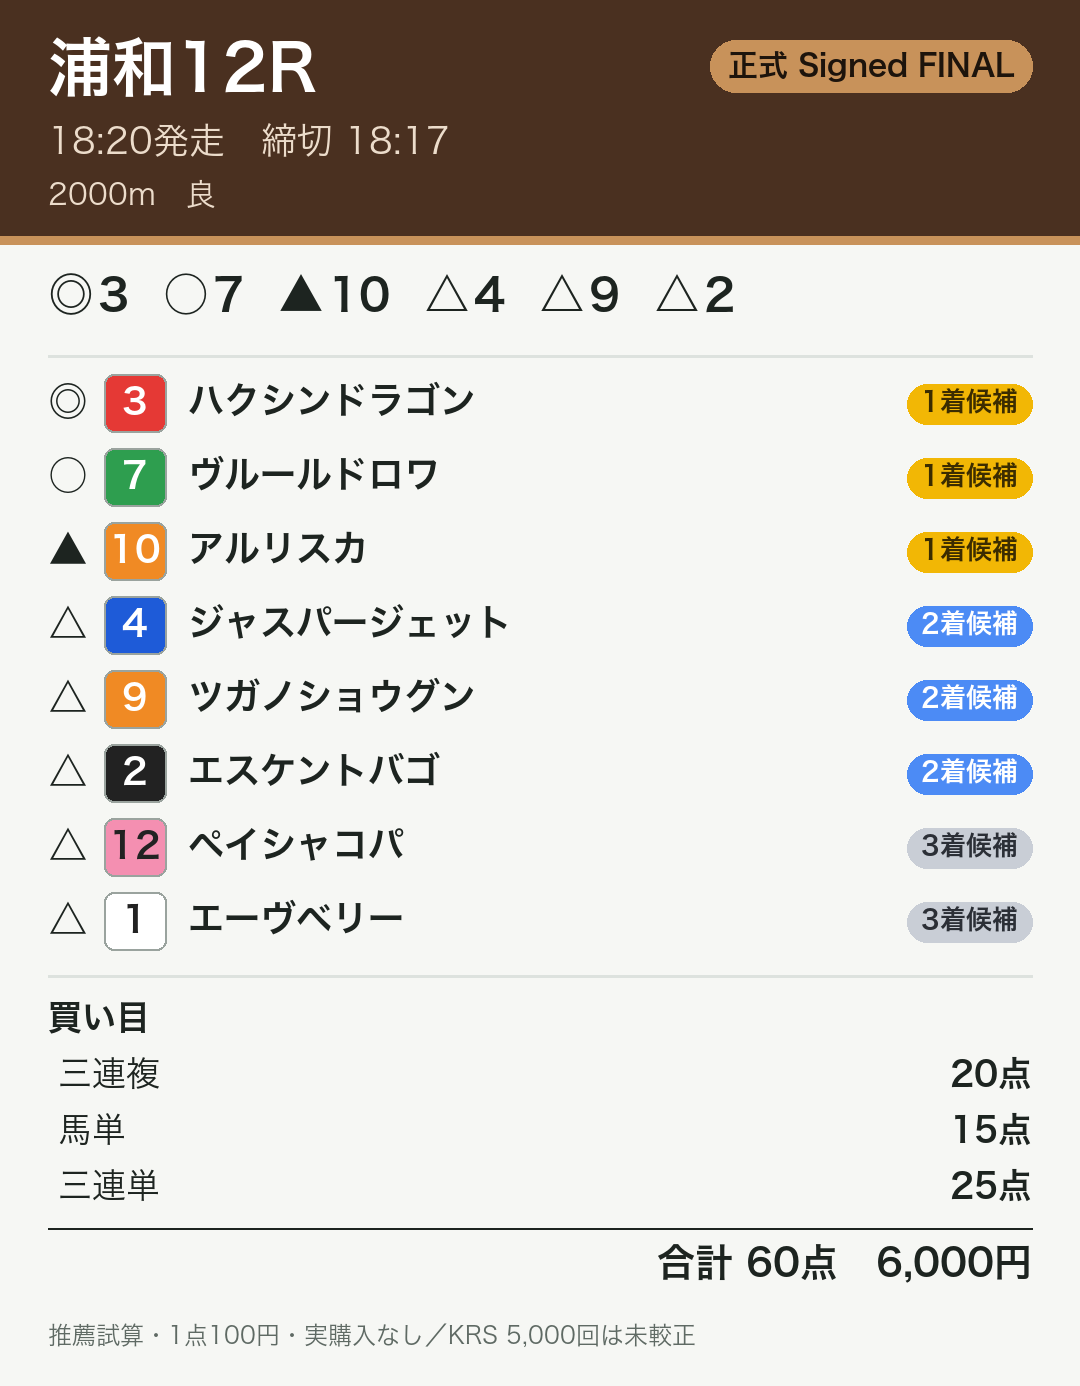 浦和12R 正式 Signed FINAL
18:20発走　締切 18:17
2000m　良
◎3 ○7 ▲10 △4 △9 △2
◎ 3 ハクシンドラゴン 1着候補
○ 7 ヴルールドロワ 1着候補
▲ 10 アルリスカ 1着候補
△ 4 ジャスパージェット 2着候補
△ 9 ツガノショウグン 2着候補
△ 2 エスケントバゴ 2着候補
△ 12 ペイシャコパ 3着候補
△ 1 エーヴベリー 3着候補
買い目
三連複 20点
馬単 15点
三連単 25点
合計 60点　6,000円
推薦試算・1点100円・実購入なし／KRS 5,000回は未較正